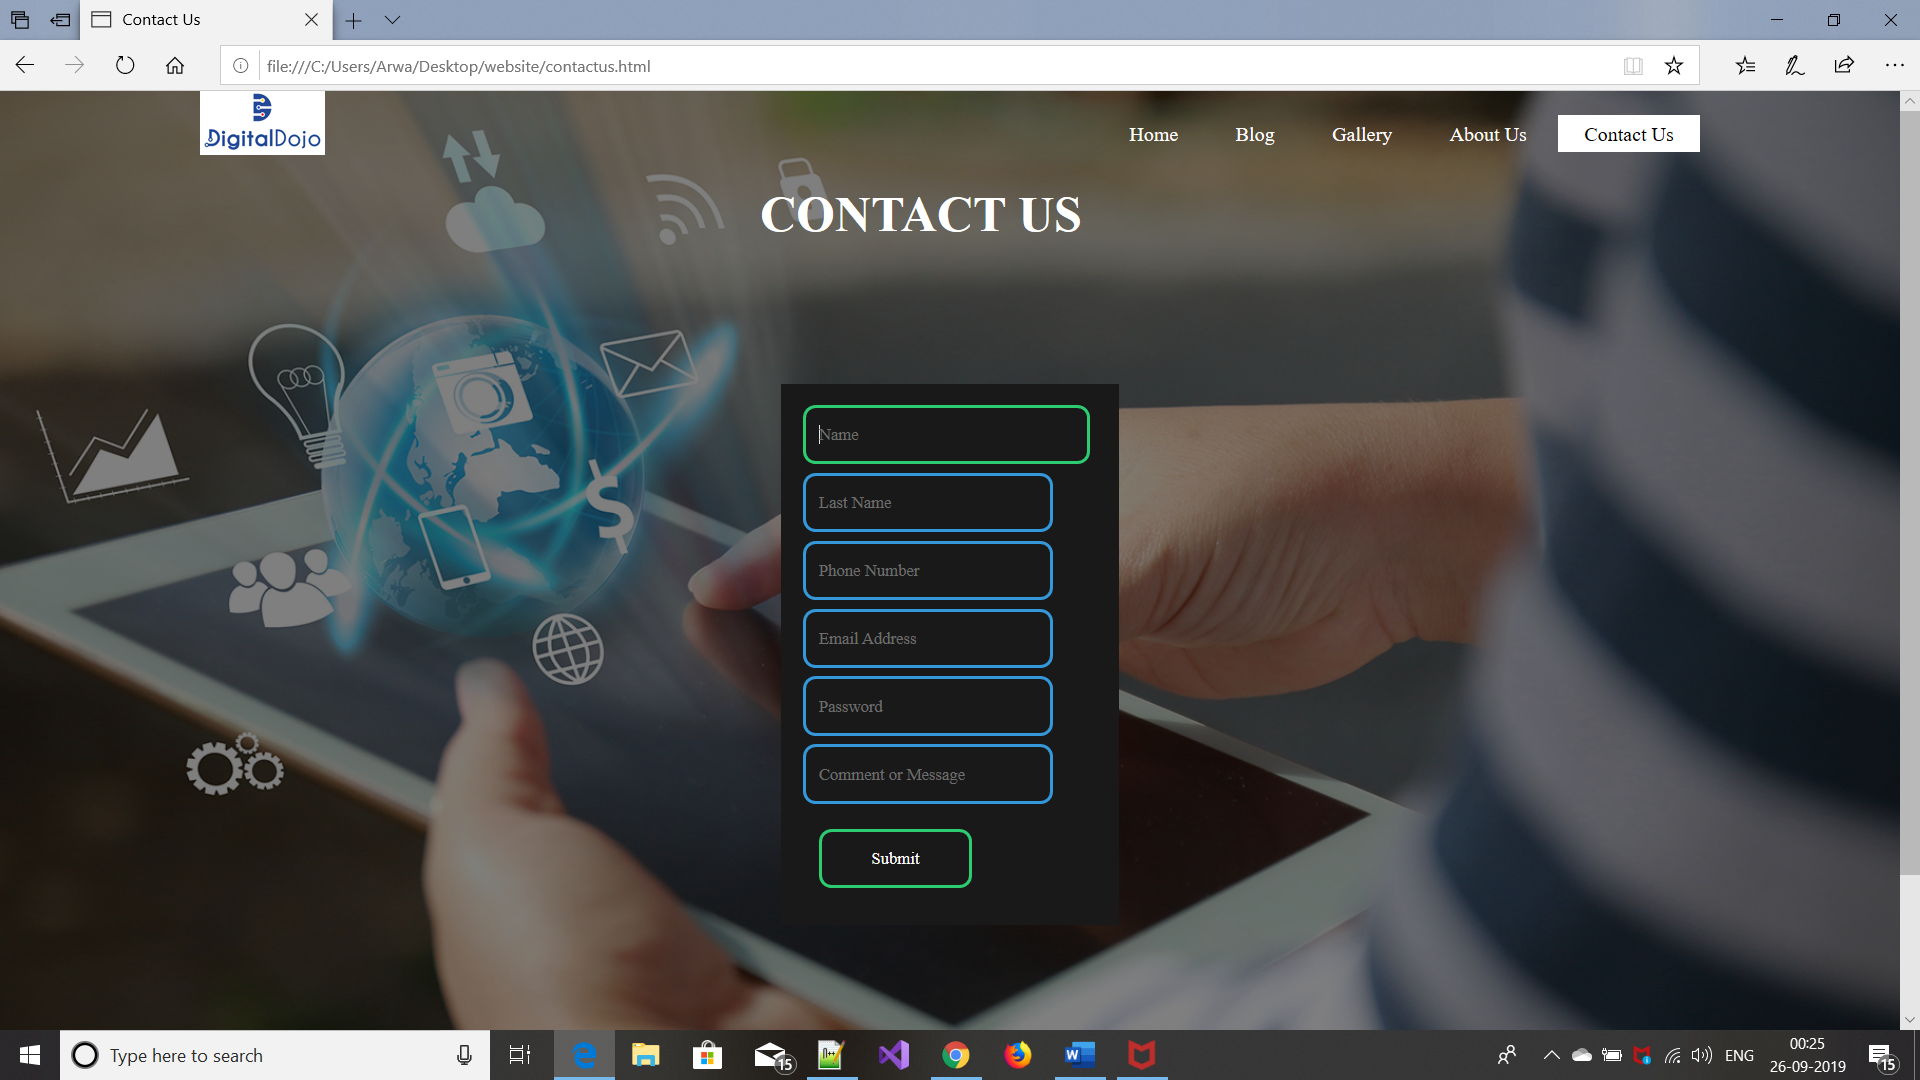 Contact Us
file:///C:/Users/Arwa/Desktop/website/contactus.html
DigitalDojo
Home Blog Gallery About Us Contact Us
CONTACT US
$
Name
Last Name
Phone Number
Email Address
Password
Comment or Message
Submit
Type here to search
15
N++
W
ENG
00:25
26-09-2019
15